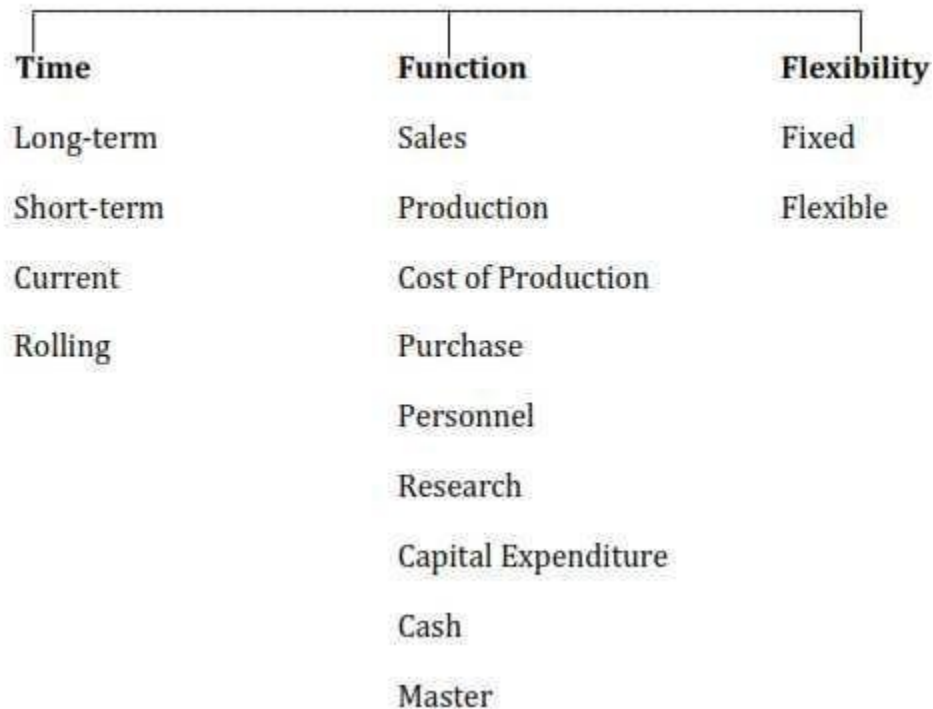 Time Function Flexibility
Long-term Sales Fixed
Short-term Production Flexible
Current Cost of Production
Rolling Purchase
Personnel
Research
Capital Expenditure
Cash
Master